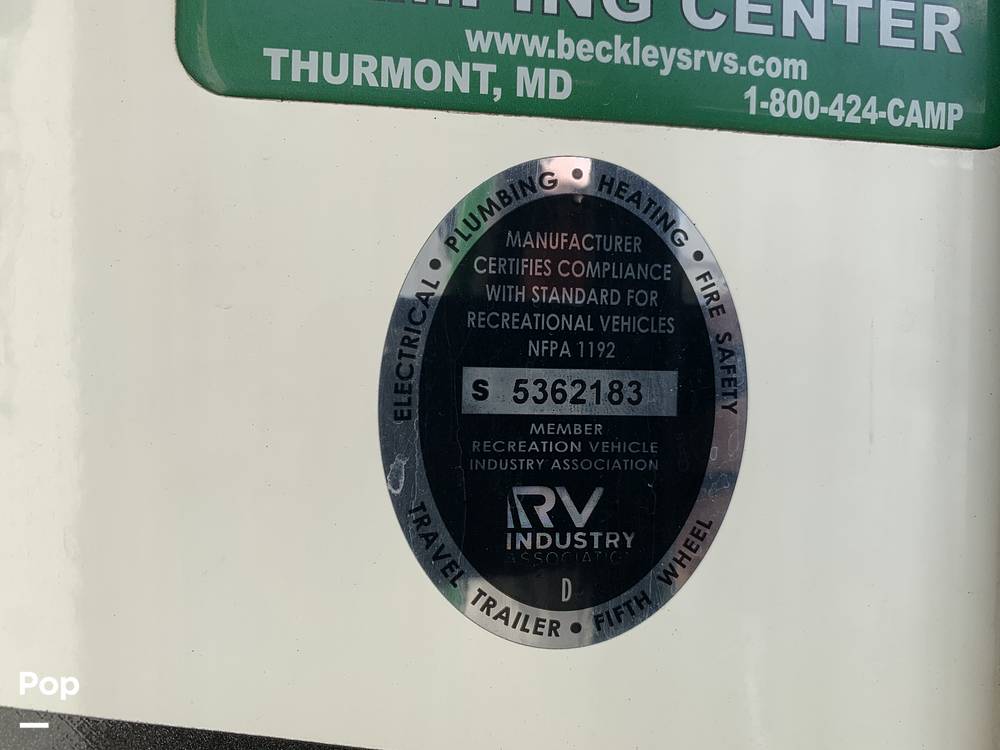 CENTER
www.beckleysrvs.com
THURMONT, MD
1-800-424-CAMP
ELECTRICAL • PLUMBING • HEATING • FIRE SAFETY
MANUFACTURER
CERTIFIES COMPLIANCE
WITH STANDARD FOR
RECREATIONAL VEHICLES
NFPA 1192
S 5362183
MEMBER
RECREATION VEHICLE
INDUSTRY ASSOCIATION
RV
INDUSTRY
ASSOCIATION
D
TRAVEL TRAILER • FIFTH WHEEL
Pop